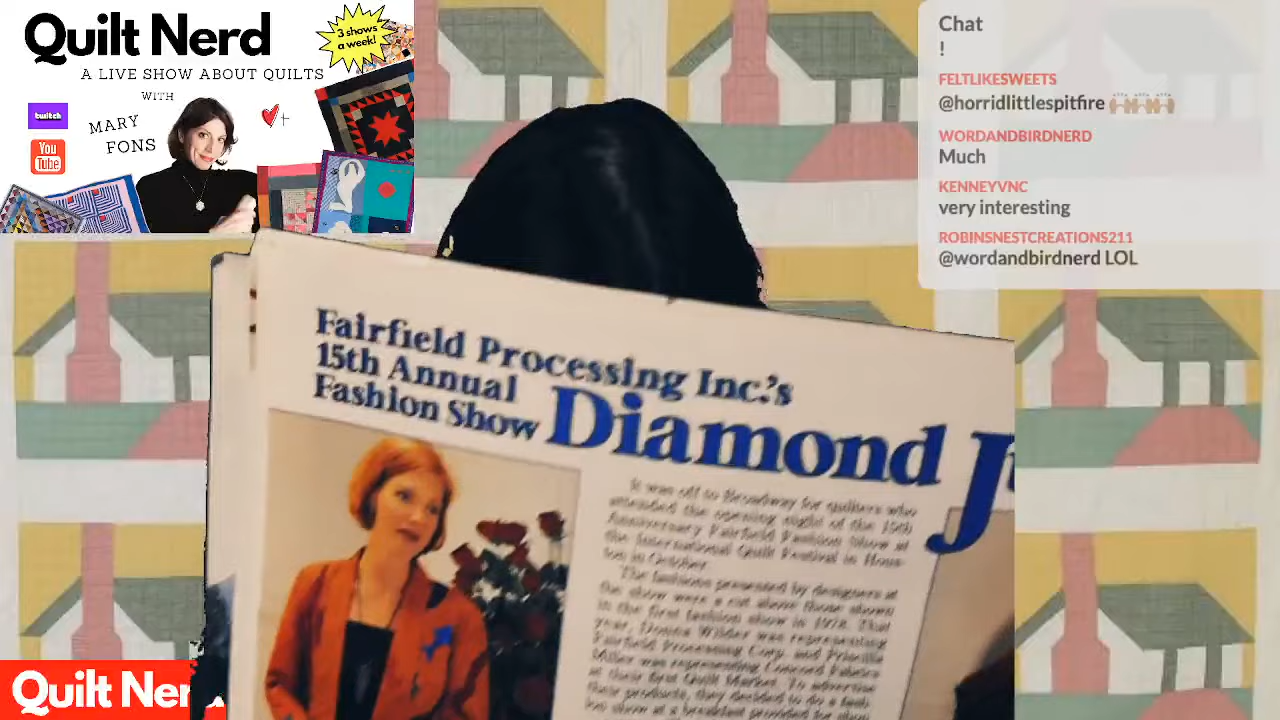 Quilt Nerd
3 shows
a week!
A LIVE SHOW ABOUT QUILTS
WITH
MARY
FONS
twitch
You
Tube
Chat
!
FELTLIKESWEETS
@horridlittlespitfire
WORDANDBIRDNERD
Much
KENNEYVNC
very interesting
ROBINSNESTCREATIONS211
@wordandbirdnerd LOL
Fairfield Processing Inc.'s
15th Annual
Fashion Show Diamond
It was off to Broadway for quilters who
attended the opening night of the 15th
Anniversary Fairfield Fashion Show at
the International Quilt Festival in Hous-
ton in October.
The fashions presented by designers at
the show were a cut above those shown
in the first fashion show in 1978. That
year, Donna Wilder was representing
Fairfield Processing Corp. and Priscilla
Miller was representing Concord Fabrics
at their first Quilt Market. To advertise
their products, they decided to do a fash-
ion show at a breakfast provided for shop
Quilt Ner